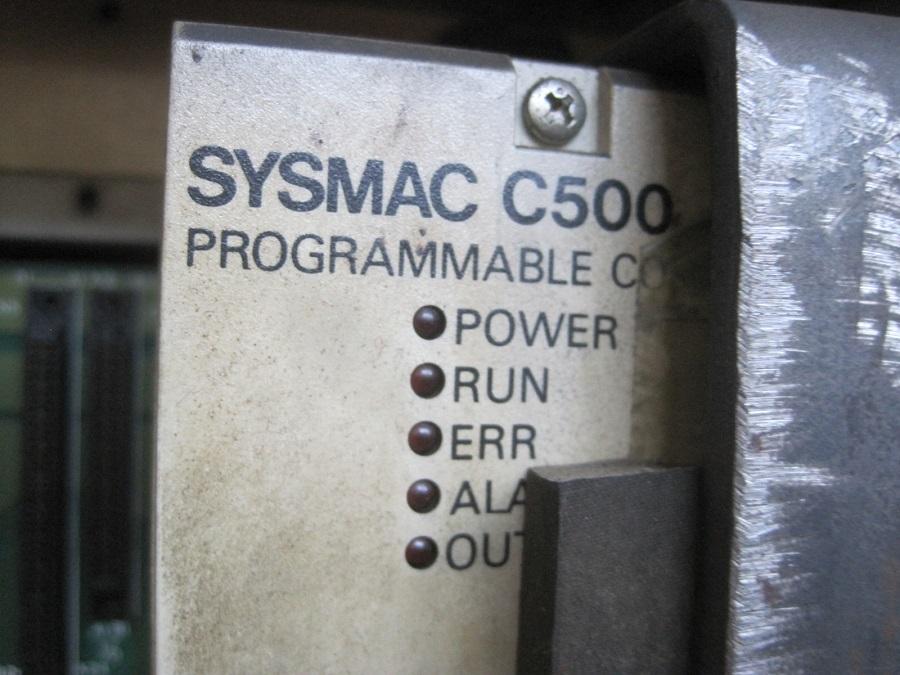 SYSMAC C500
PROGRAMMABLE CO
POWER
RUN
ERR
ALA
OUT